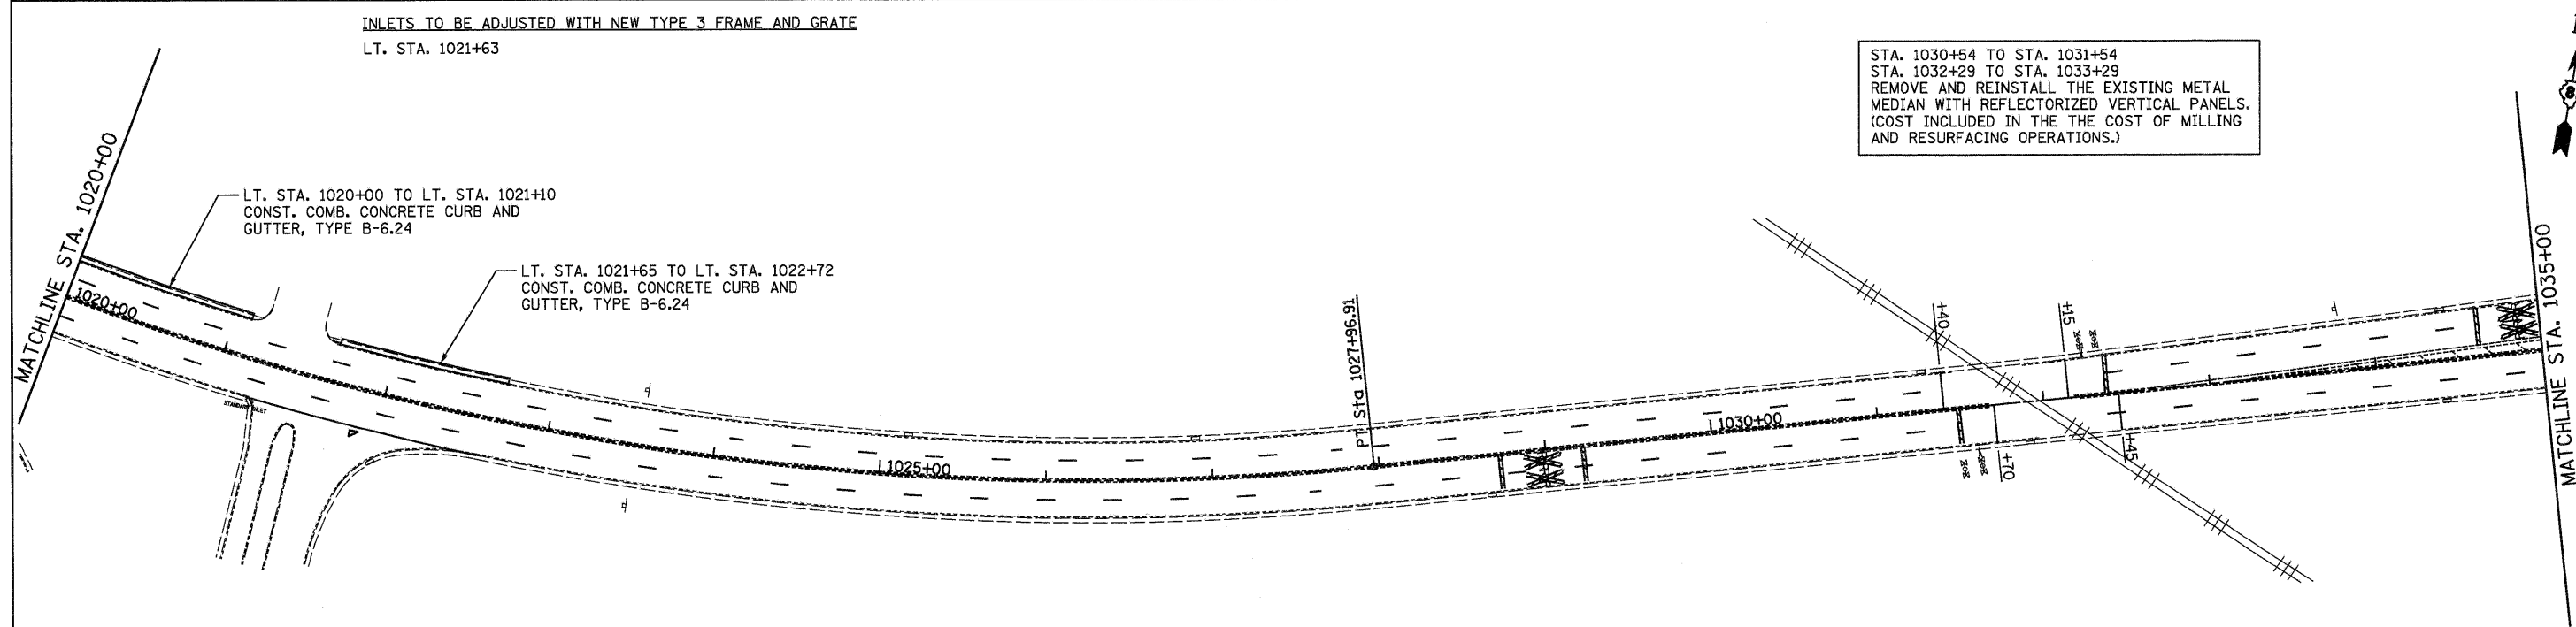 INLETS TO BE ADJUSTED WITH NEW TYPE 3 FRAME AND GRATE
LT. STA. 1021+63
STA. 1030+54 TO STA. 1031+54
STA. 1032+29 TO STA. 1033+29
REMOVE AND REINSTALL THE EXISTING METAL
MEDIAN WITH REFLECTORIZED VERTICAL PANELS.
(COST INCLUDED IN THE THE COST OF MILLING
AND RESURFACING OPERATIONS.)
MATCHLINE STA. 1020+00
LT. STA. 1020+00 TO LT. STA. 1021+10
CONST. COMB. CONCRETE CURB AND
GUTTER, TYPE B-6.24
LT. STA. 1021+65 TO LT. STA. 1022+72
CONST. COMB. CONCRETE CURB AND
GUTTER, TYPE B-6.24
1020+00
STANDARD INLET
1025+00
PT Sta 1027+96.91
1030+00
+40
+15
+70
+45
MATCHLINE STA. 1035+00